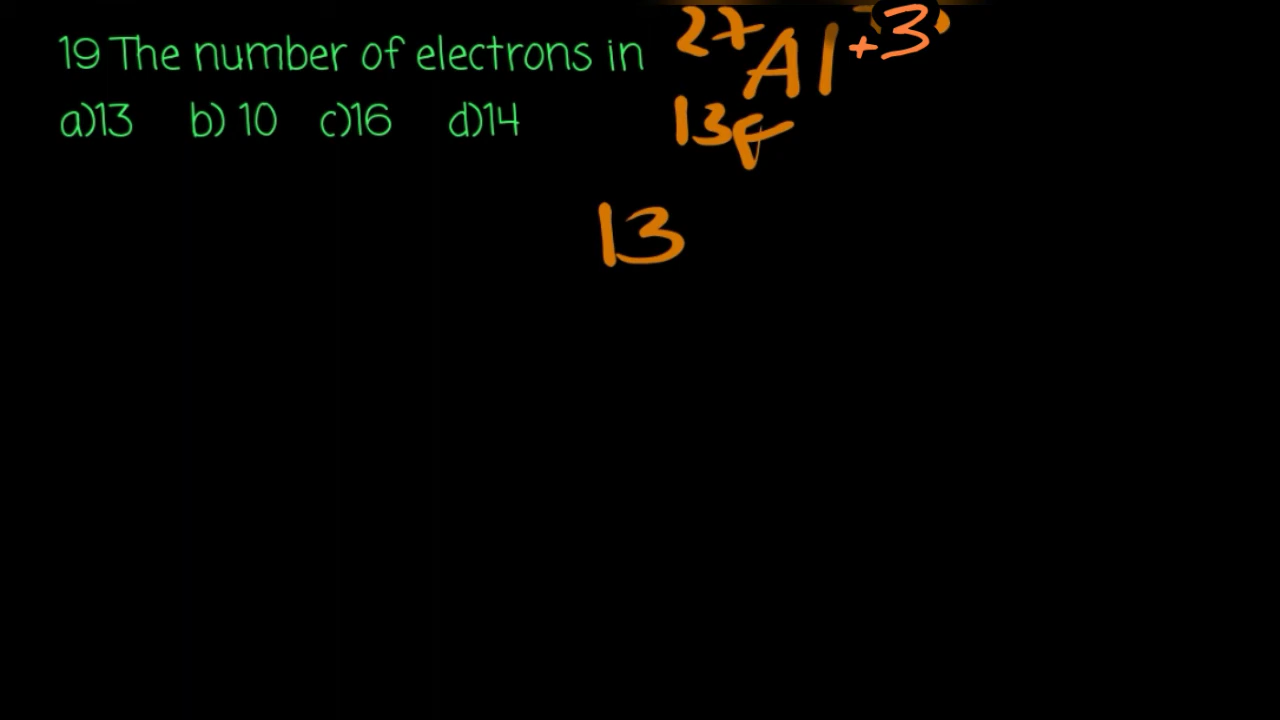 19 The number of electrons in 27 Al +3
13
a)13 b) 10 c)16 d)14
13